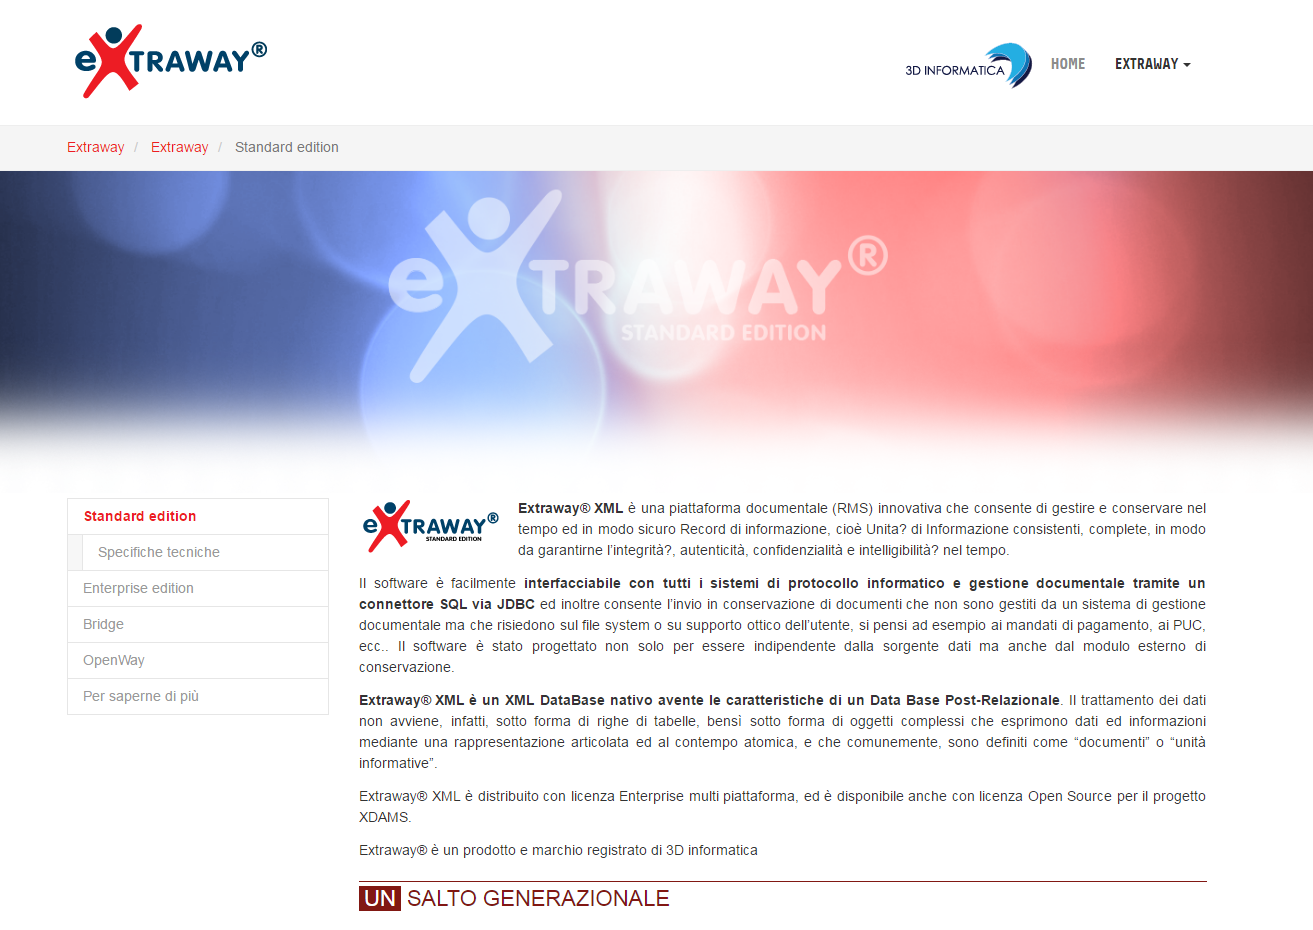 eXTRAWAY®
3D INFORMATICA
HOME
EXTRAWAY
Extraway / Extraway / Standard edition
eXTRAWAY®
STANDARD EDITION
Standard edition
Specifiche tecniche
Enterprise edition
Bridge
OpenWay
Per saperne di più
eXTRAWAY®
STANDARD EDITION
Extraway® XML è una piattaforma documentale (RMS) innovativa che consente di gestire e conservare nel
tempo ed in modo sicuro Record di informazione, cioè Unita? di Informazione consistenti, complete, in modo
da garantirne l'integrità?, autenticità, confidenzialità e intelligibilità? nel tempo.
Il software è facilmente interfacciabile con tutti i sistemi di protocollo informatico e gestione documentale tramite un
connettore SQL via JDBC ed inoltre consente l'invio in conservazione di documenti che non sono gestiti da un sistema di gestione
documentale ma che risiedono sul file system o su supporto ottico dell'utente, si pensi ad esempio ai mandati di pagamento, ai PUC,
ecc.. Il software è stato progettato non solo per essere indipendente dalla sorgente dati ma anche dal modulo esterno di
conservazione.
Extraway® XML è un XML DataBase nativo avente le caratteristiche di un Data Base Post-Relazionale. Il trattamento dei dati
non avviene, infatti, sotto forma di righe di tabelle, bensì sotto forma di oggetti complessi che esprimono dati ed informazioni
mediante una rappresentazione articolata ed al contempo atomica, e che comunemente, sono definiti come “documenti” o “unità
informative”.
Extraway® XML è distribuito con licenza Enterprise multi piattaforma, ed è disponibile anche con licenza Open Source per il progetto
XDAMS.
Extraway® è un prodotto e marchio registrato di 3D informatica
UN SALTO GENERAZIONALE